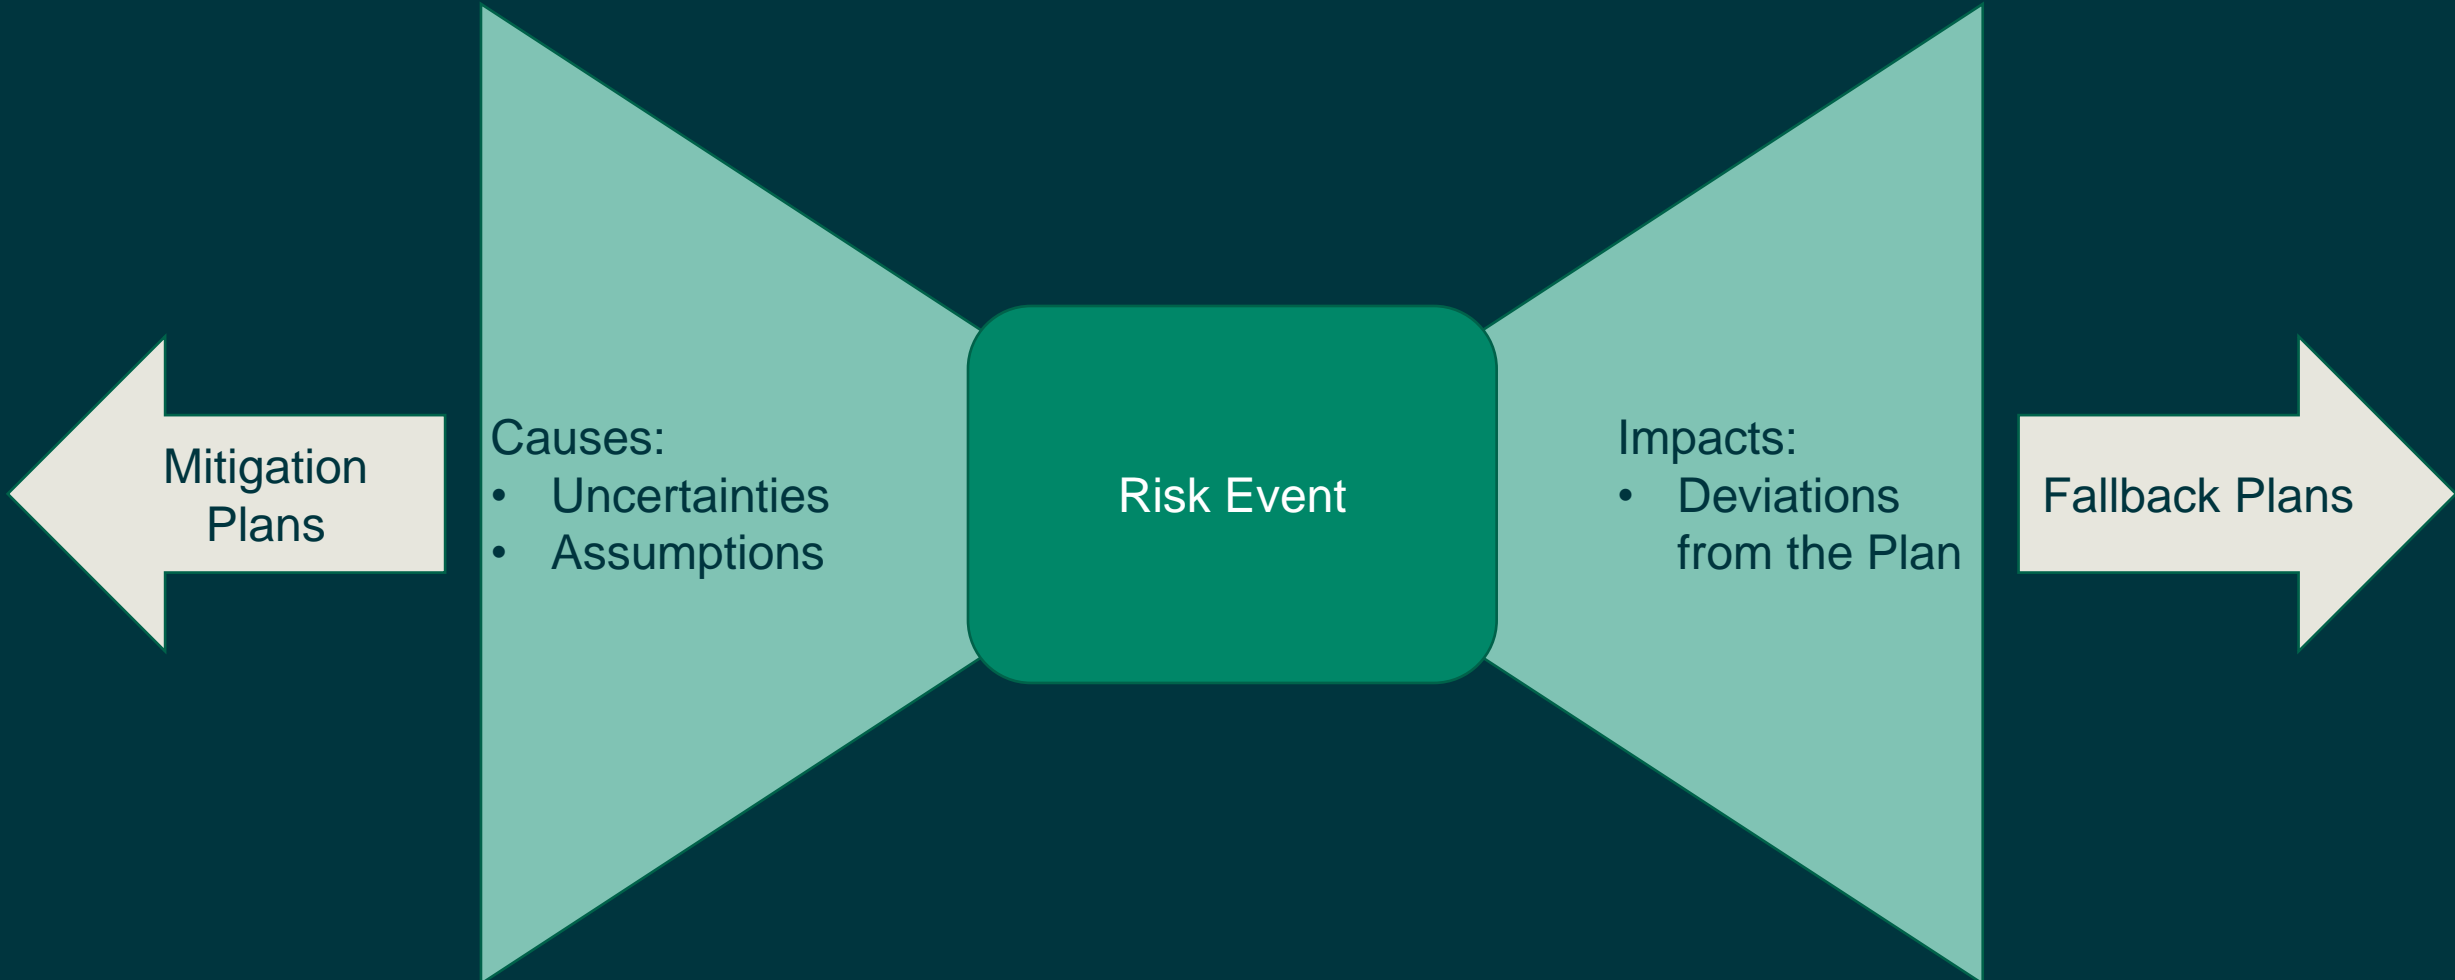 Mitigation
Plans
Causes:
• Uncertainties
• Assumptions
Risk Event
Impacts:
• Deviations
from the Plan
Fallback Plans